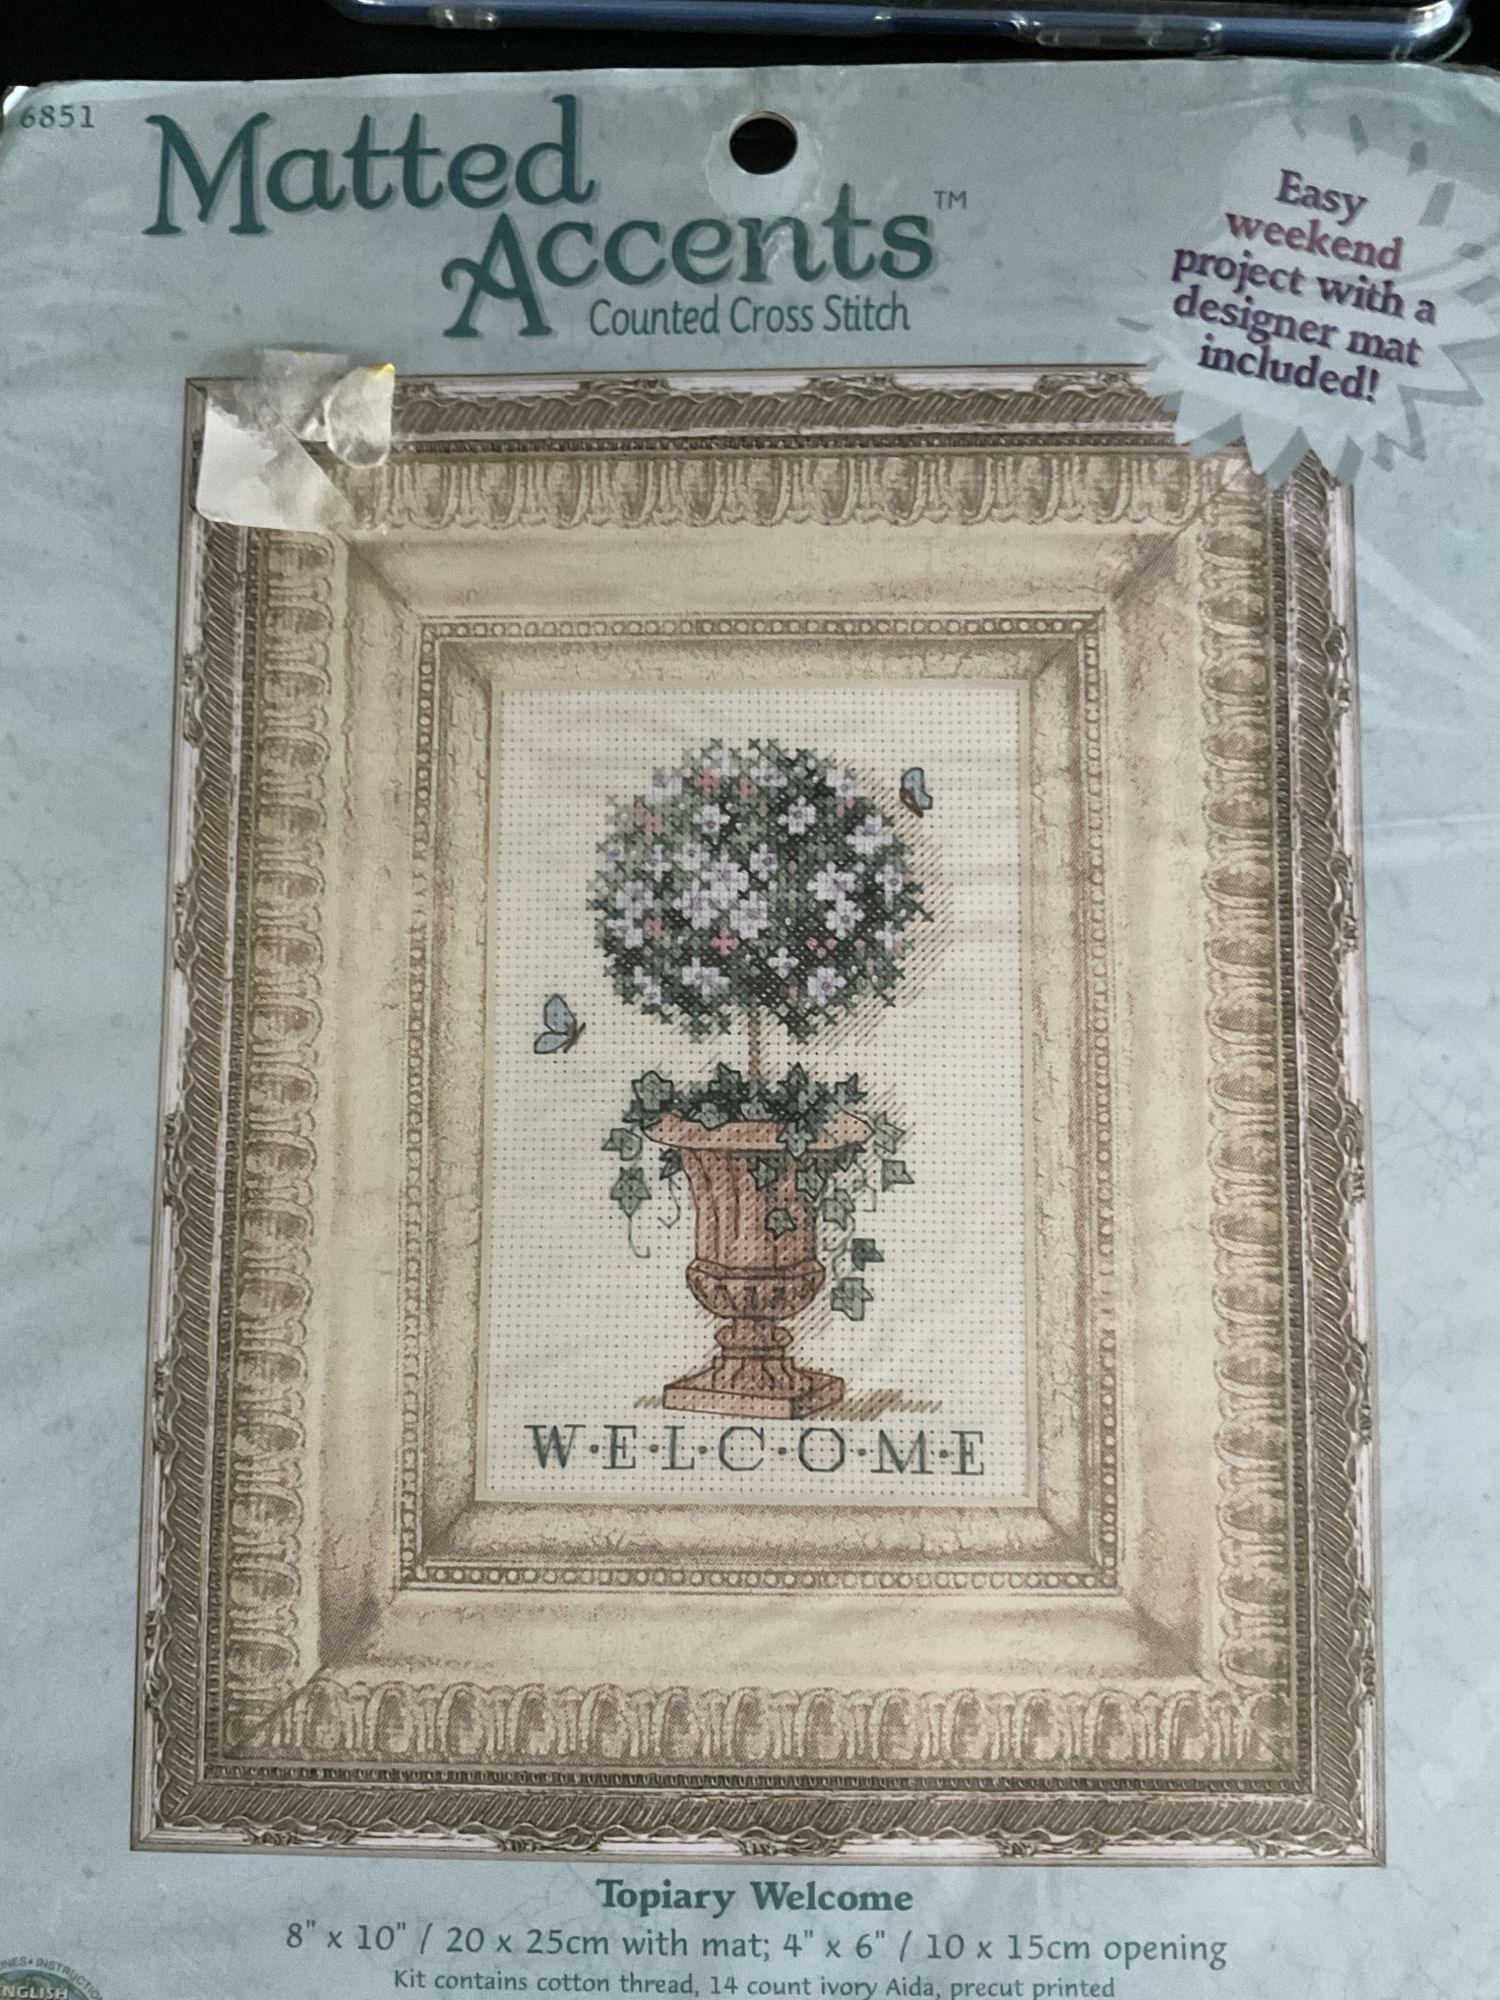 6851
Matted
Accents™
Counted Cross Stitch
Easy
weekend
project with a
designer mat
included!
W·E·L·C·O·M·E
Topiary Welcome
8" x 10" / 20 x 25cm with mat; 4" x 6" / 10 x 15cm opening
Kit contains cotton thread, 14 count ivory Aida, precut printed